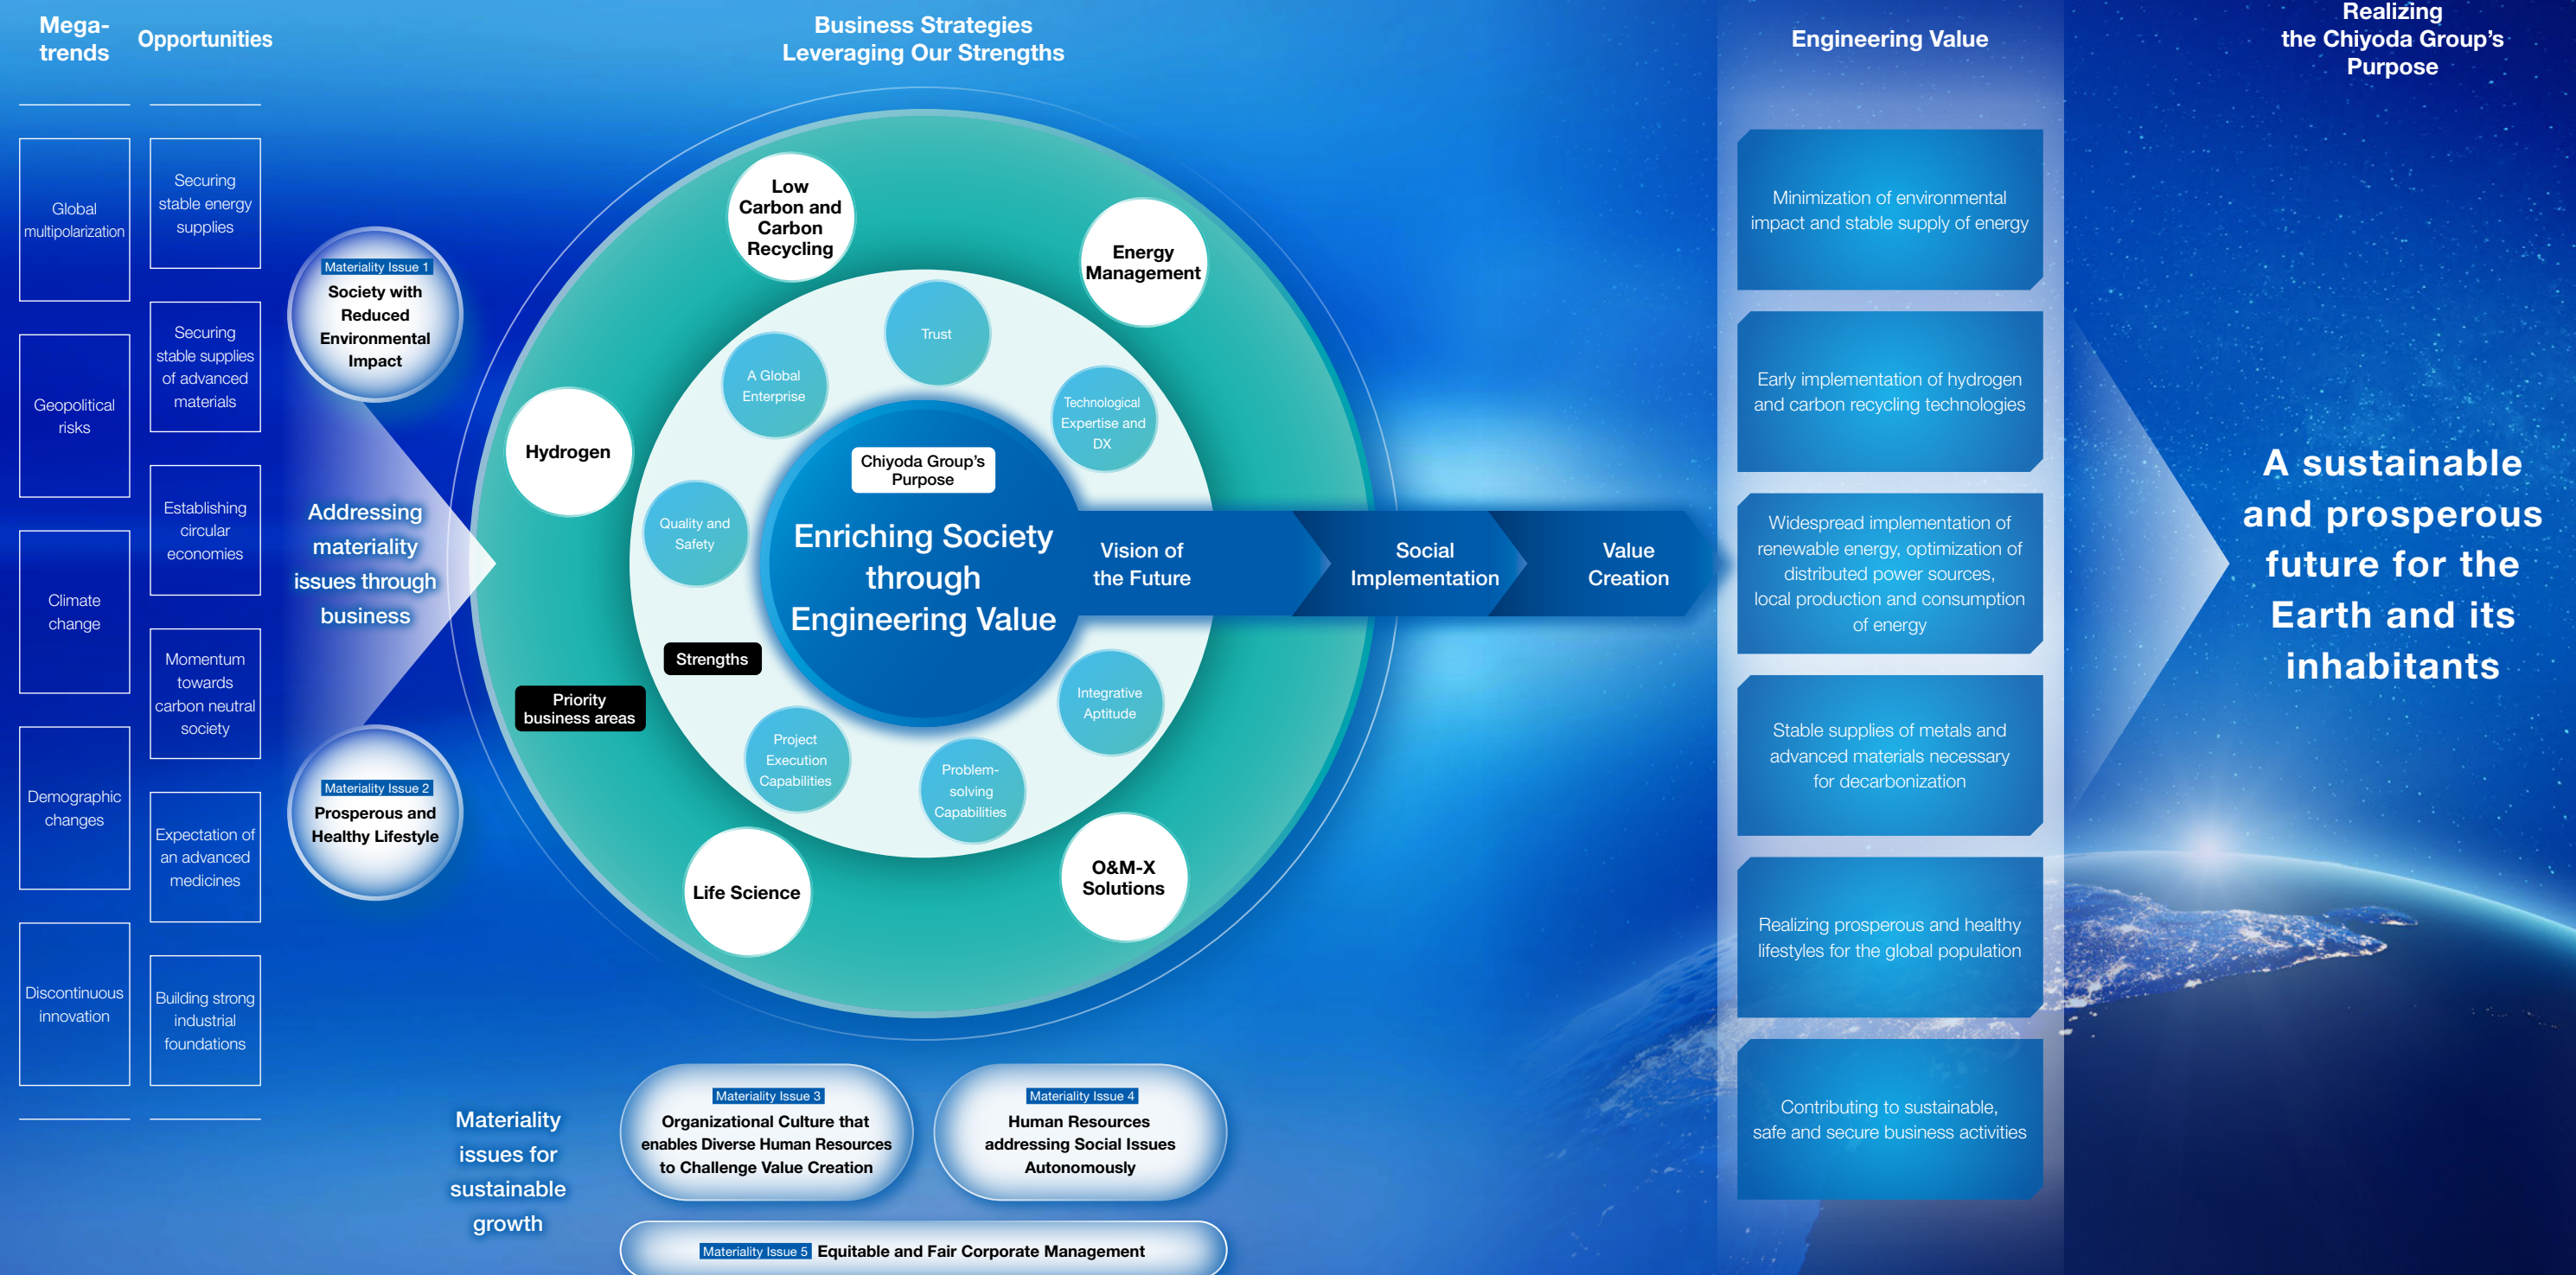 Mega-
trends
Opportunities
Business Strategies
Leveraging Our Strengths
Engineering Value
Realizing
the Chiyoda Group’s
Purpose
Global
multipolarization
Geopolitical
risks
Climate
change
Demographic
changes
Discontinuous
innovation
Securing
stable energy
supplies
Securing
stable supplies
of advanced
materials
Establishing
circular
economies
Momentum
towards
carbon neutral
society
Expectation of
an advanced
medicines
Building strong
industrial
foundations
Materiality Issue 1
Society with
Reduced
Environmental
Impact
Addressing
materiality
issues through
business
Materiality Issue 2
Prosperous and
Healthy Lifestyle
Low
Carbon and
Carbon
Recycling
Energy
Management
Hydrogen
Life Science
O&M-X
Solutions
Priority
business areas
Trust
A Global
Enterprise
Technological
Expertise and
DX
Quality and
Safety
Strengths
Project
Execution
Capabilities
Problem-
solving
Capabilities
Integrative
Aptitude
Chiyoda Group’s
Purpose
Enriching Society
through
Engineering Value
Vision of
the Future
Social
Implementation
Value
Creation
Minimization of environmental
impact and stable supply of energy
Early implementation of hydrogen
and carbon recycling technologies
Widespread implementation of
renewable energy, optimization of
distributed power sources,
local production and consumption
of energy
Stable supplies of metals and
advanced materials necessary
for decarbonization
Realizing prosperous and healthy
lifestyles for the global population
Contributing to sustainable,
safe and secure business activities
A sustainable
and prosperous
future for the
Earth and its
inhabitants
Materiality
issues for
sustainable
growth
Materiality Issue 3
Organizational Culture that
enables Diverse Human Resources
to Challenge Value Creation
Materiality Issue 4
Human Resources
addressing Social Issues
Autonomously
Materiality Issue 5 Equitable and Fair Corporate Management